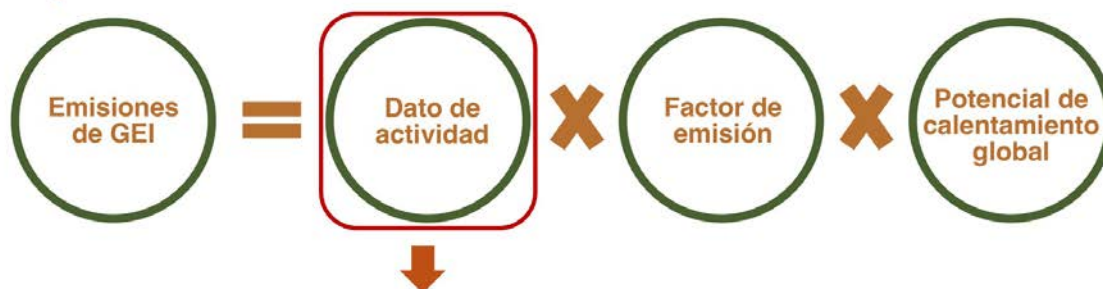 Emisiones
de GEI
=
Dato de
actividad
X
Factor de
emisión
X
Potencial de
calentamiento
global